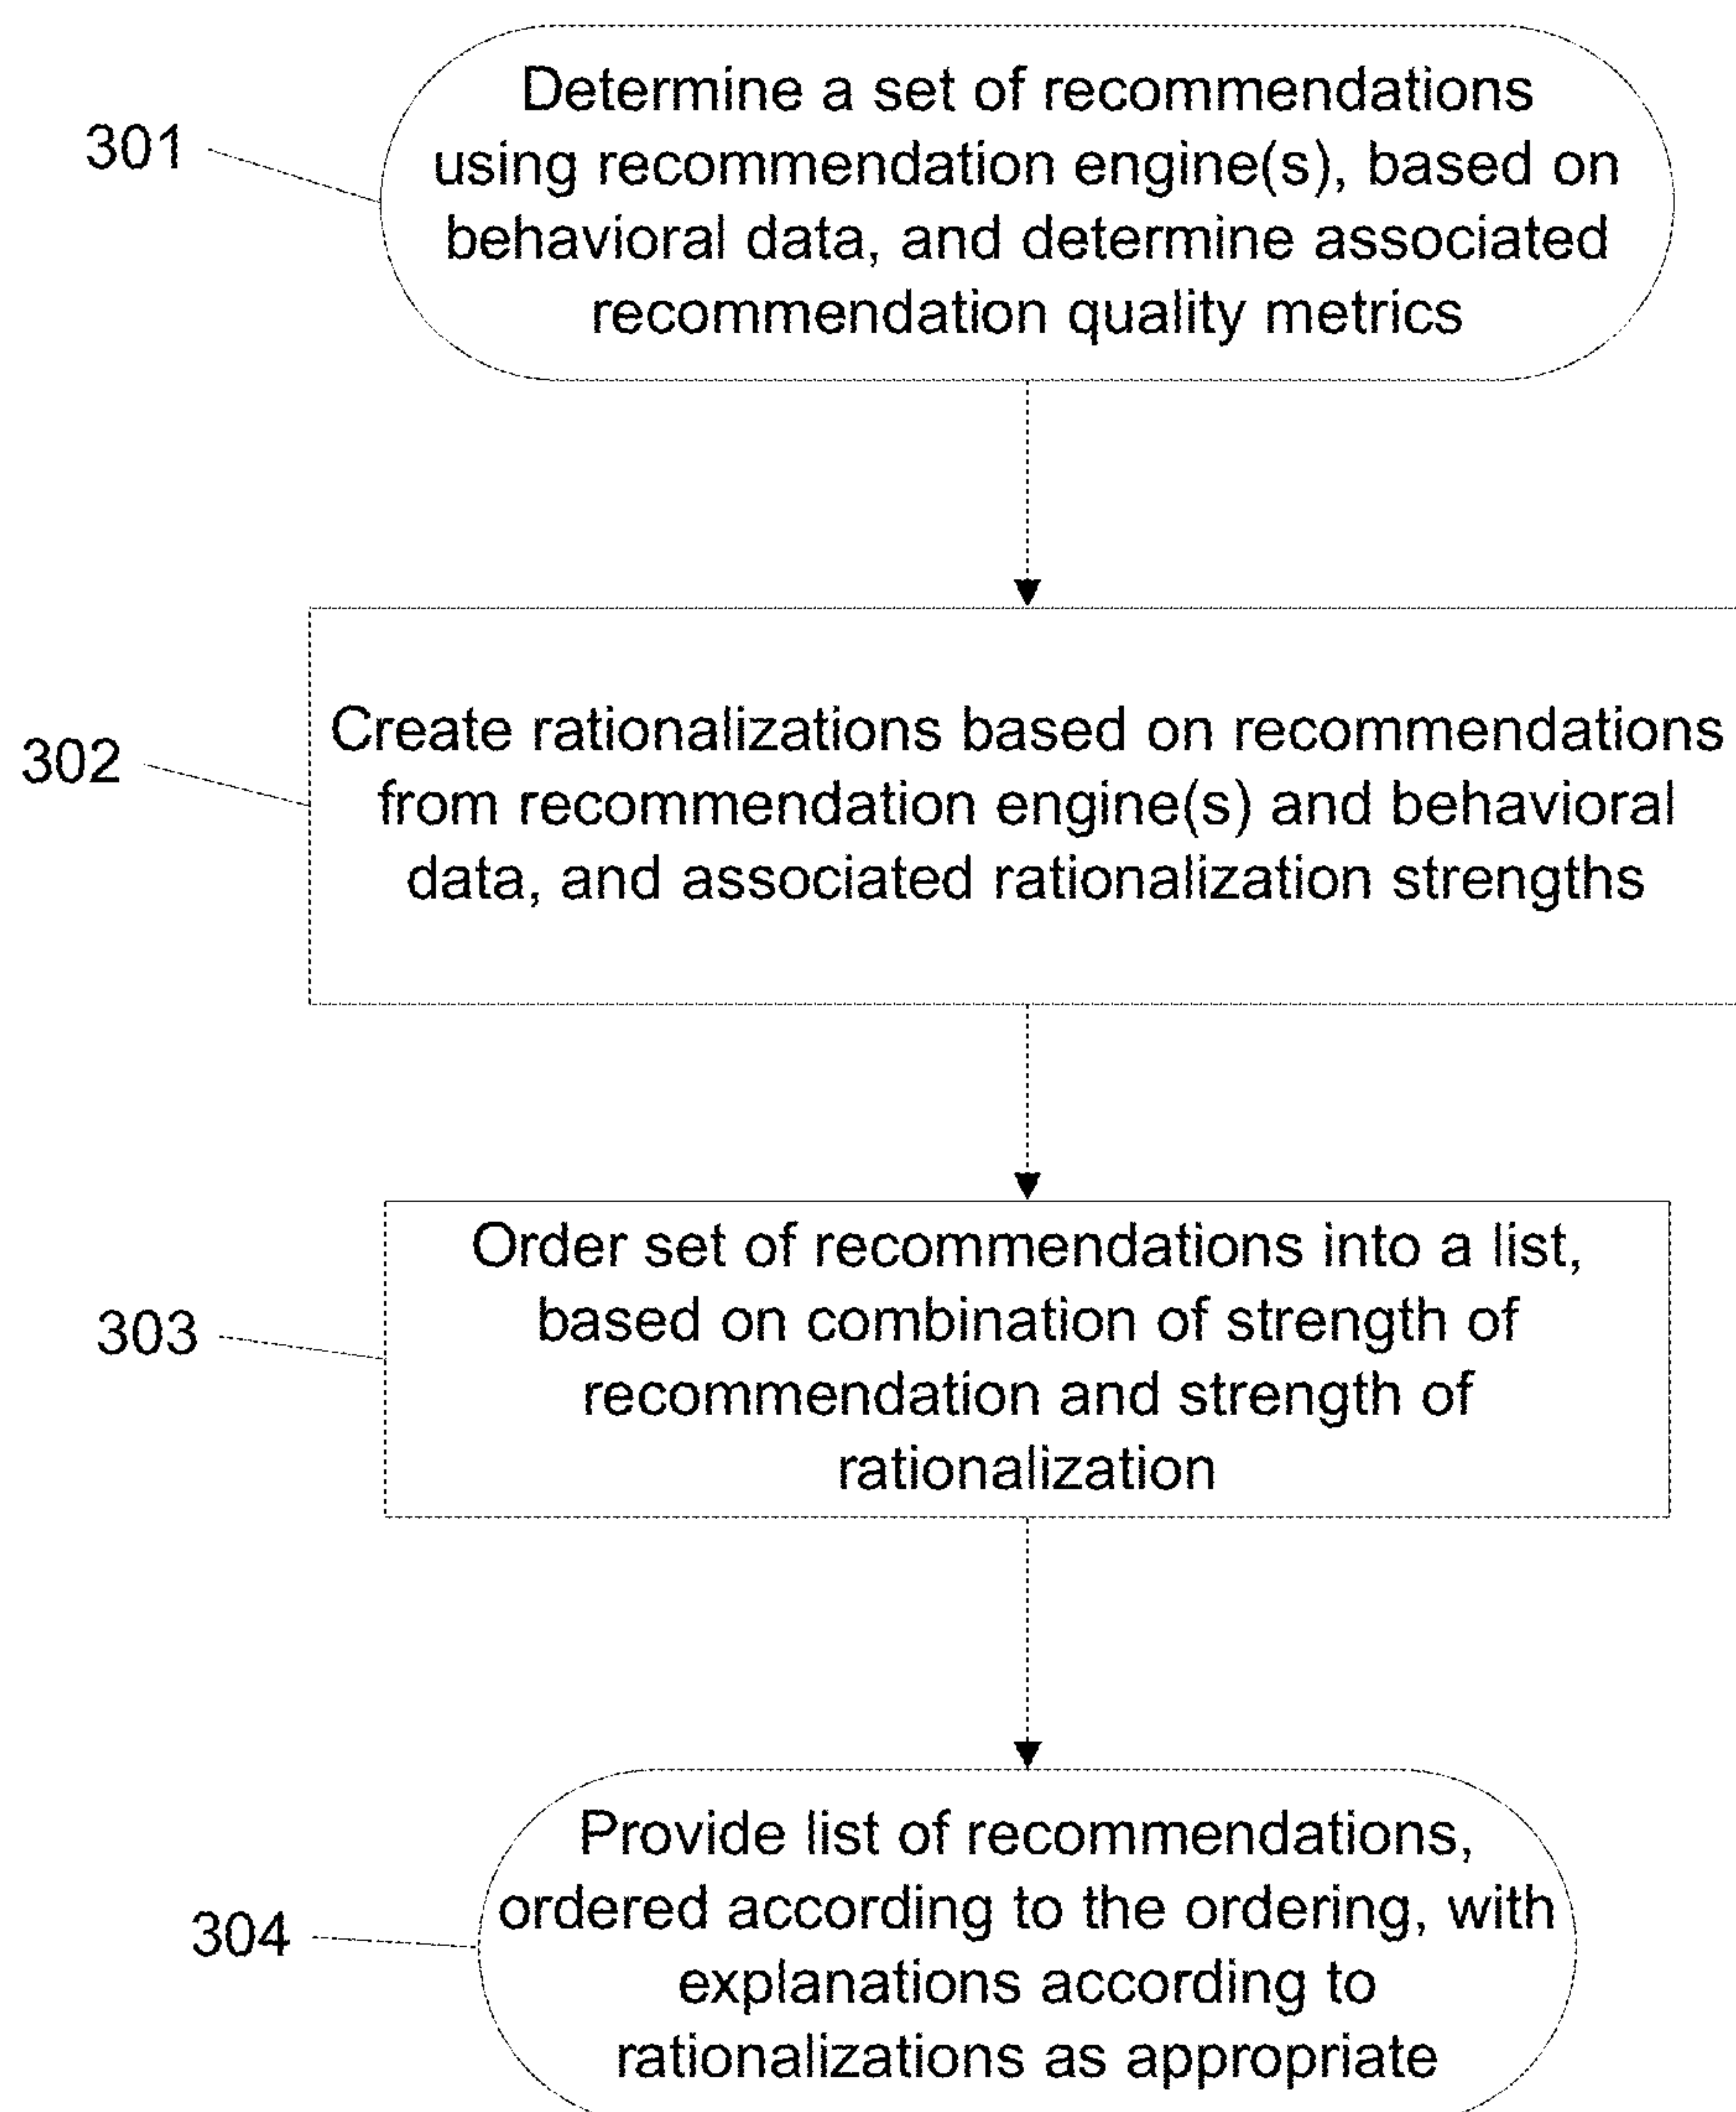 301
Determine a set of recommendations
using recommendation engine(s), based on
behavioral data, and determine associated
recommendation quality metrics
302
Create rationalizations based on recommendations
from recommendation engine(s) and behavioral
data, and associated rationalization strengths
303
Order set of recommendations into a list,
based on combination of strength of
recommendation and strength of
rationalization
304
Provide list of recommendations,
ordered according to the ordering, with
explanations according to
rationalizations as appropriate